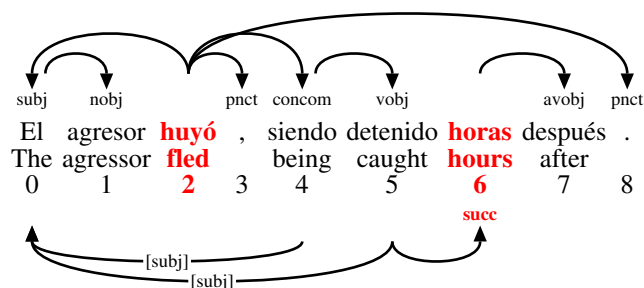 subj nobj pnct concom vobj avobj pnct
El agresor huyó , siendo detenido horas después .
The agressor fled being caught hours after
0 1 2 3 4 5 6 7 8
succ
[subj]
[subj]